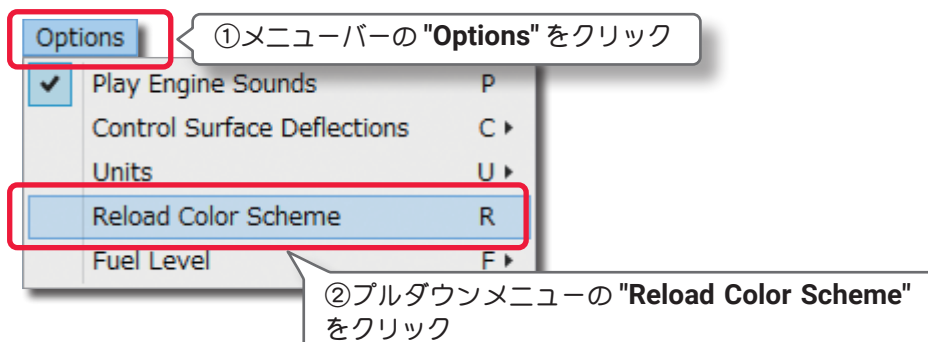 Options
①メニューバーの "Options" をクリック
Play Engine Sounds P
Control Surface Deflections C
Units U
Reload Color Scheme R
Fuel Level F
②プルダウンメニューの "Reload Color Scheme"
をクリック